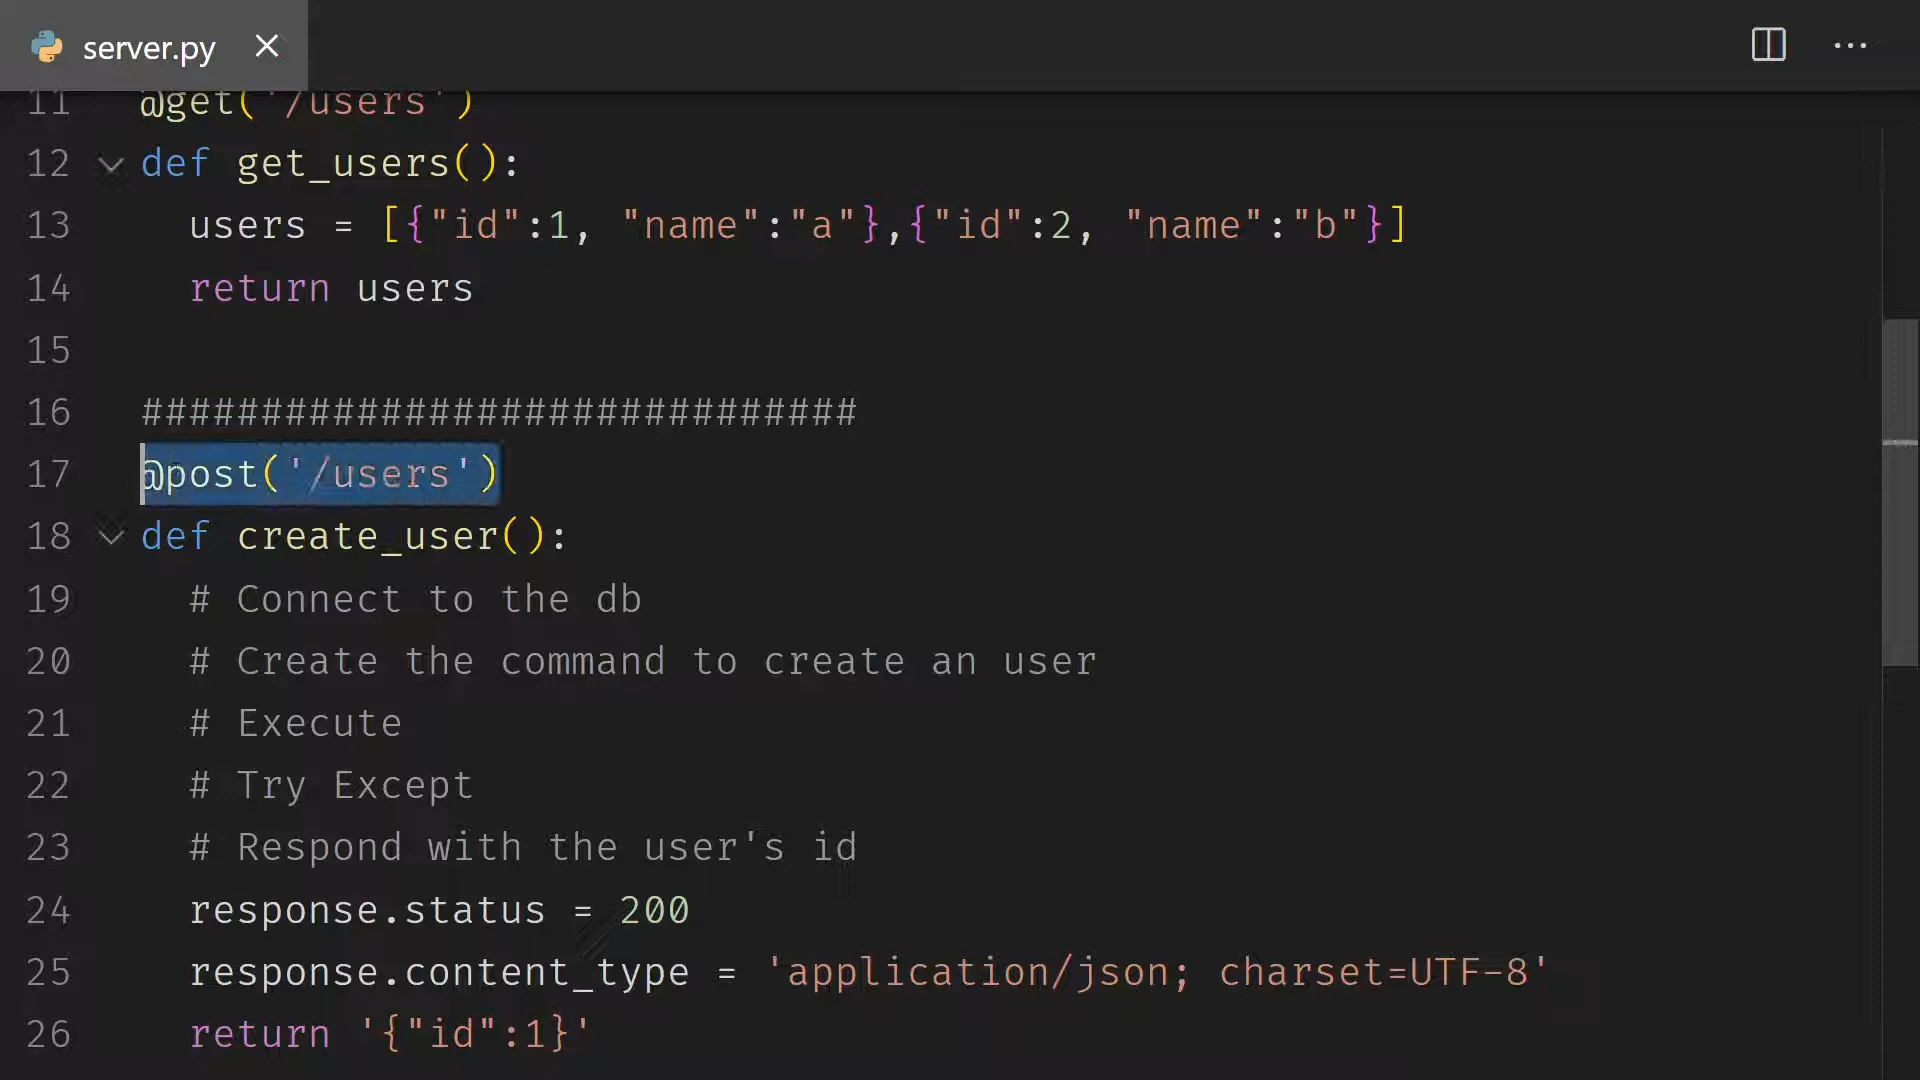 server.py
11 @get('/users')
12 def get_users():
13 users = [{"id":1, "name":"a"},{"id":2, "name":"b"}]
14 return users
15
16 ##############################
17 @post('/users')
18 def create_user():
19 # Connect to the db
20 # Create the command to create an user
21 # Execute
22 # Try Except
23 # Respond with the user's id
24 response.status = 200
25 response.content_type = 'application/json; charset=UTF-8'
26 return '{"id":1}'